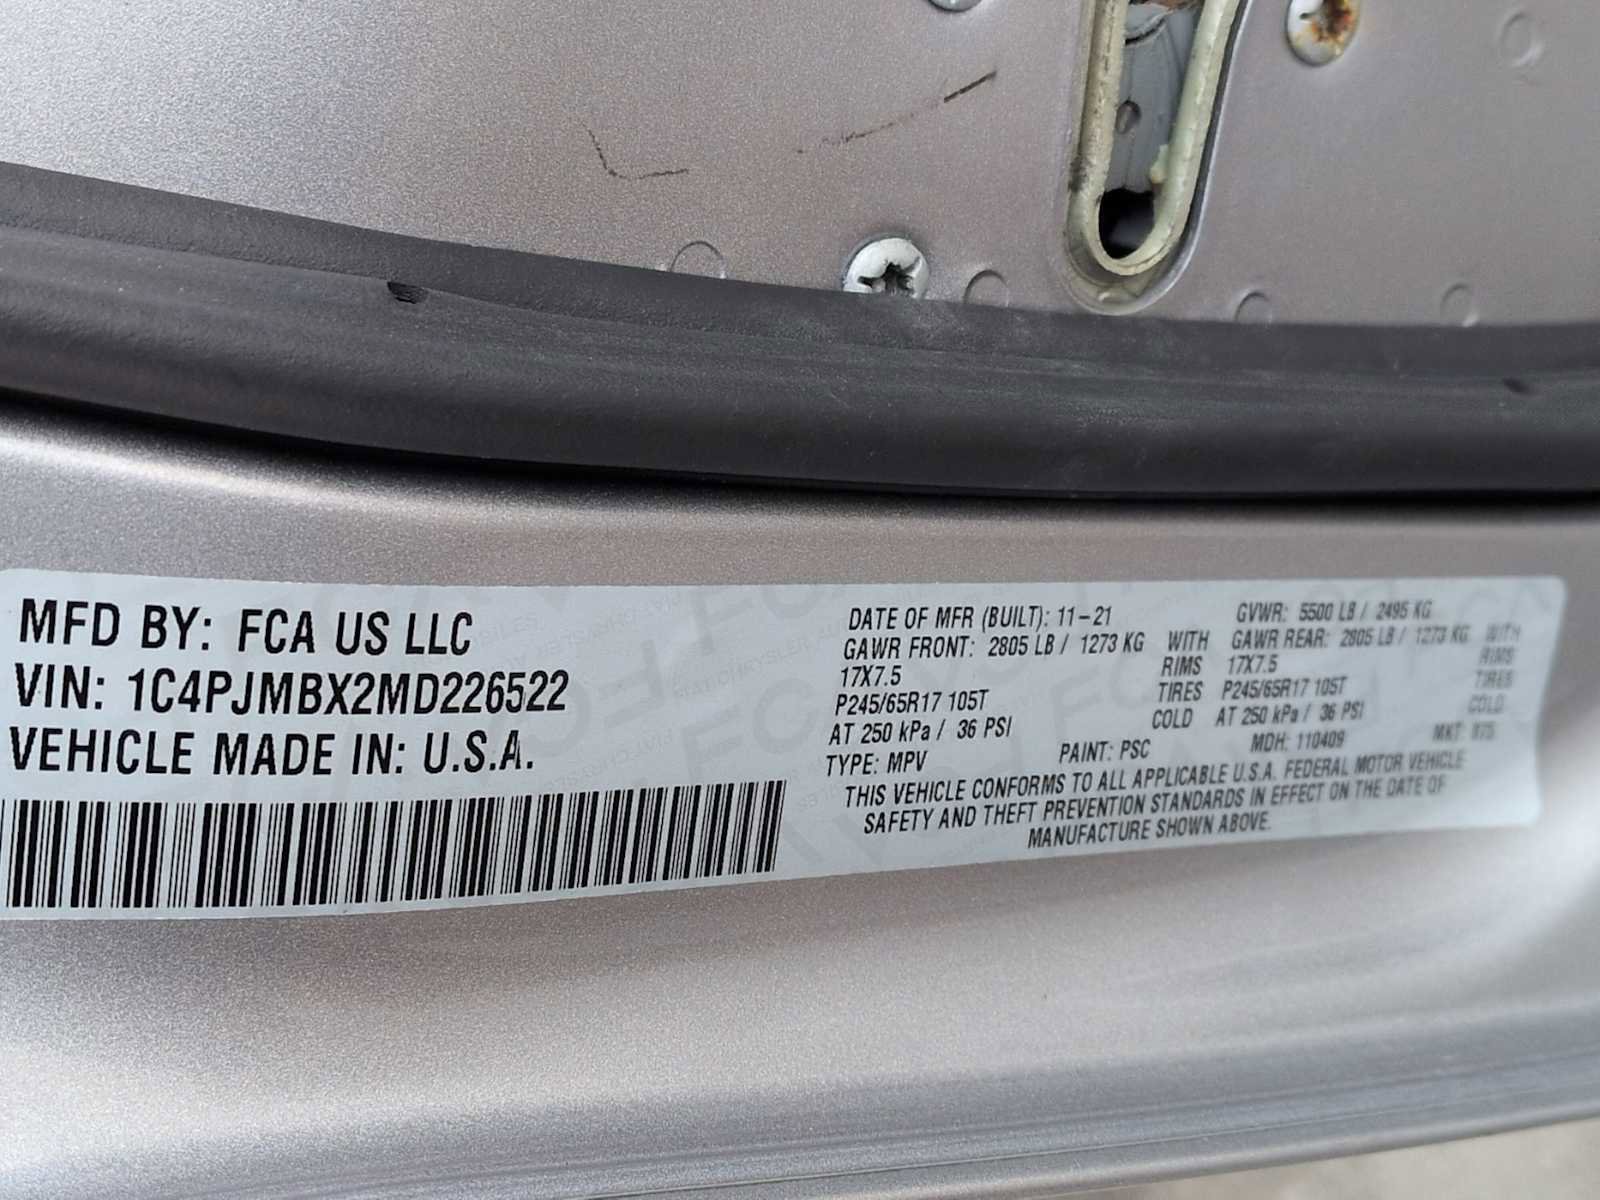 MFD BY: FCA US LLC
VIN: 1C4PJMBX2MD226522
VEHICLE MADE IN: U.S.A.
DATE OF MFR (BUILT): 11-21 GVWR: 5500 LB / 2495 KG
GAWR FRONT: 2805 LB / 1273 KG WITH GAWR REAR: 2805 LB / 1273 KG WITH
17X7.5 RIMS 17X7.5 RIMS
P245/65R17 105T TIRES P245/65R17 105T TIRES
AT 250 kPa / 36 PSI COLD AT 250 kPa / 36 PSI COLD
TYPE: MPV PAINT: PSC MDH: 110409 MKT:
THIS VEHICLE CONFORMS TO ALL APPLICABLE U.S.A. FEDERAL MOTOR VEHICLE
SAFETY AND THEFT PREVENTION STANDARDS IN EFFECT ON THE DATE OF
MANUFACTURE SHOWN ABOVE.